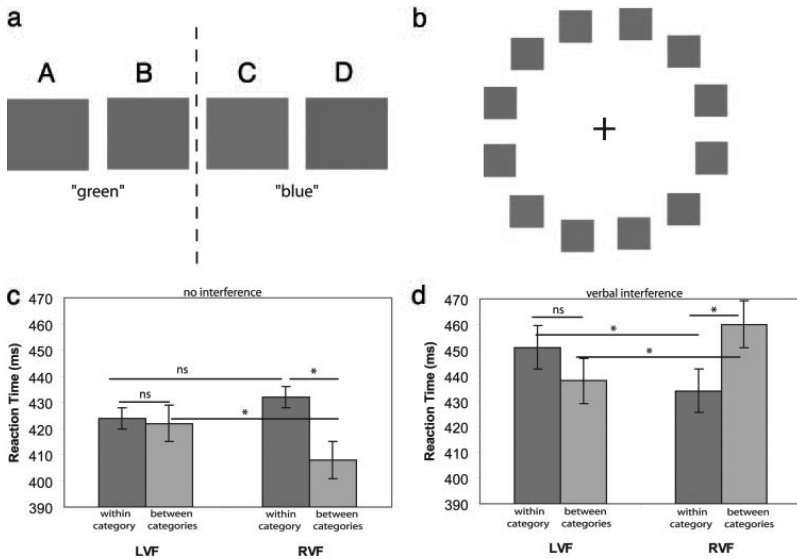 a
A B C D
"green" "blue"
b
+
c
no interference
Reaction Time (ms)
470
460
450
440
430
420
410
400
390
ns
ns
*
*
within category
between categories
within category
between categories
LVF
RVF
d
verbal interference
Reaction Time (ms)
470
460
450
440
430
420
410
400
390
ns
*
*
*
within category
between categories
within category
between categories
LVF
RVF